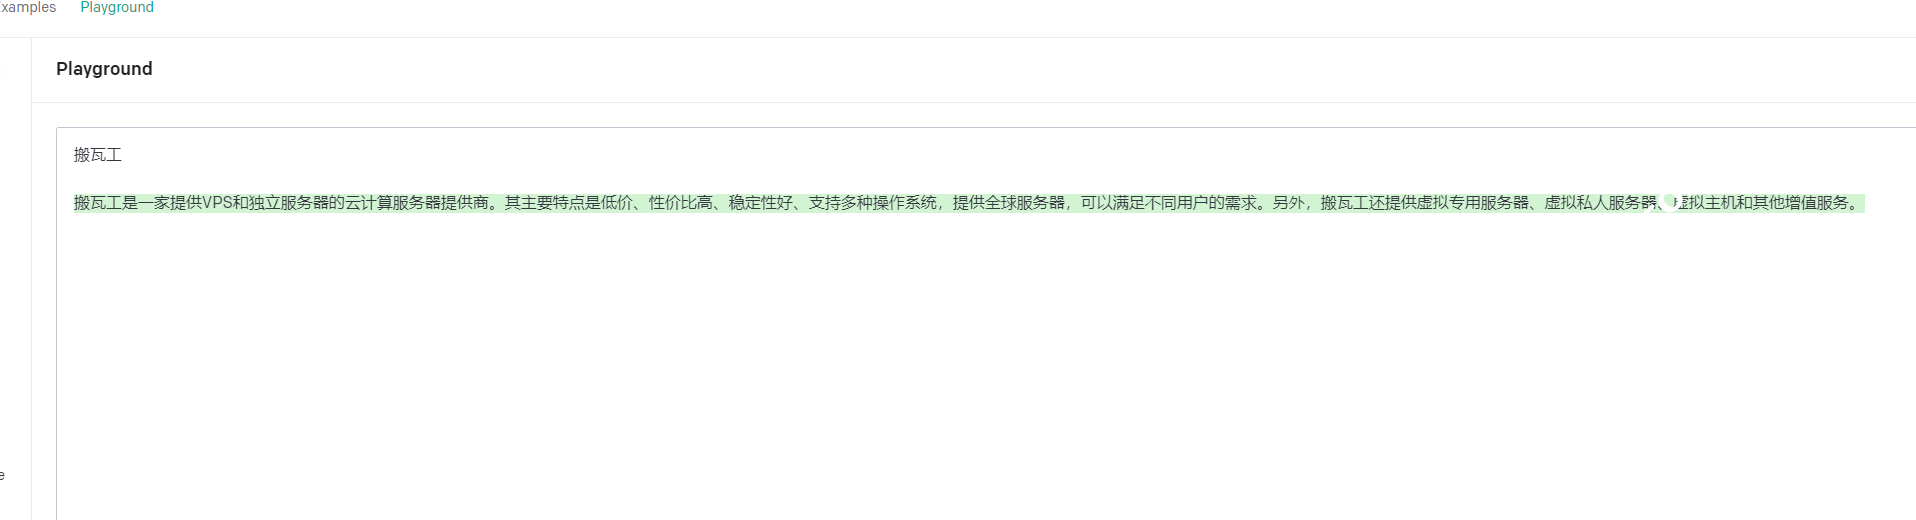 Examples Playground
Playground
搬瓦工
搬瓦工是一家提供VPS和独立服务器的云计算服务器提供商。其主要特点是低价、性价比高、稳定性好、支持多种操作系统，提供全球服务器，可以满足不同用户的需求。另外，搬瓦工还提供虚拟专用服务器、虚拟私人服务器、虚拟主机和其他增值服务。
e